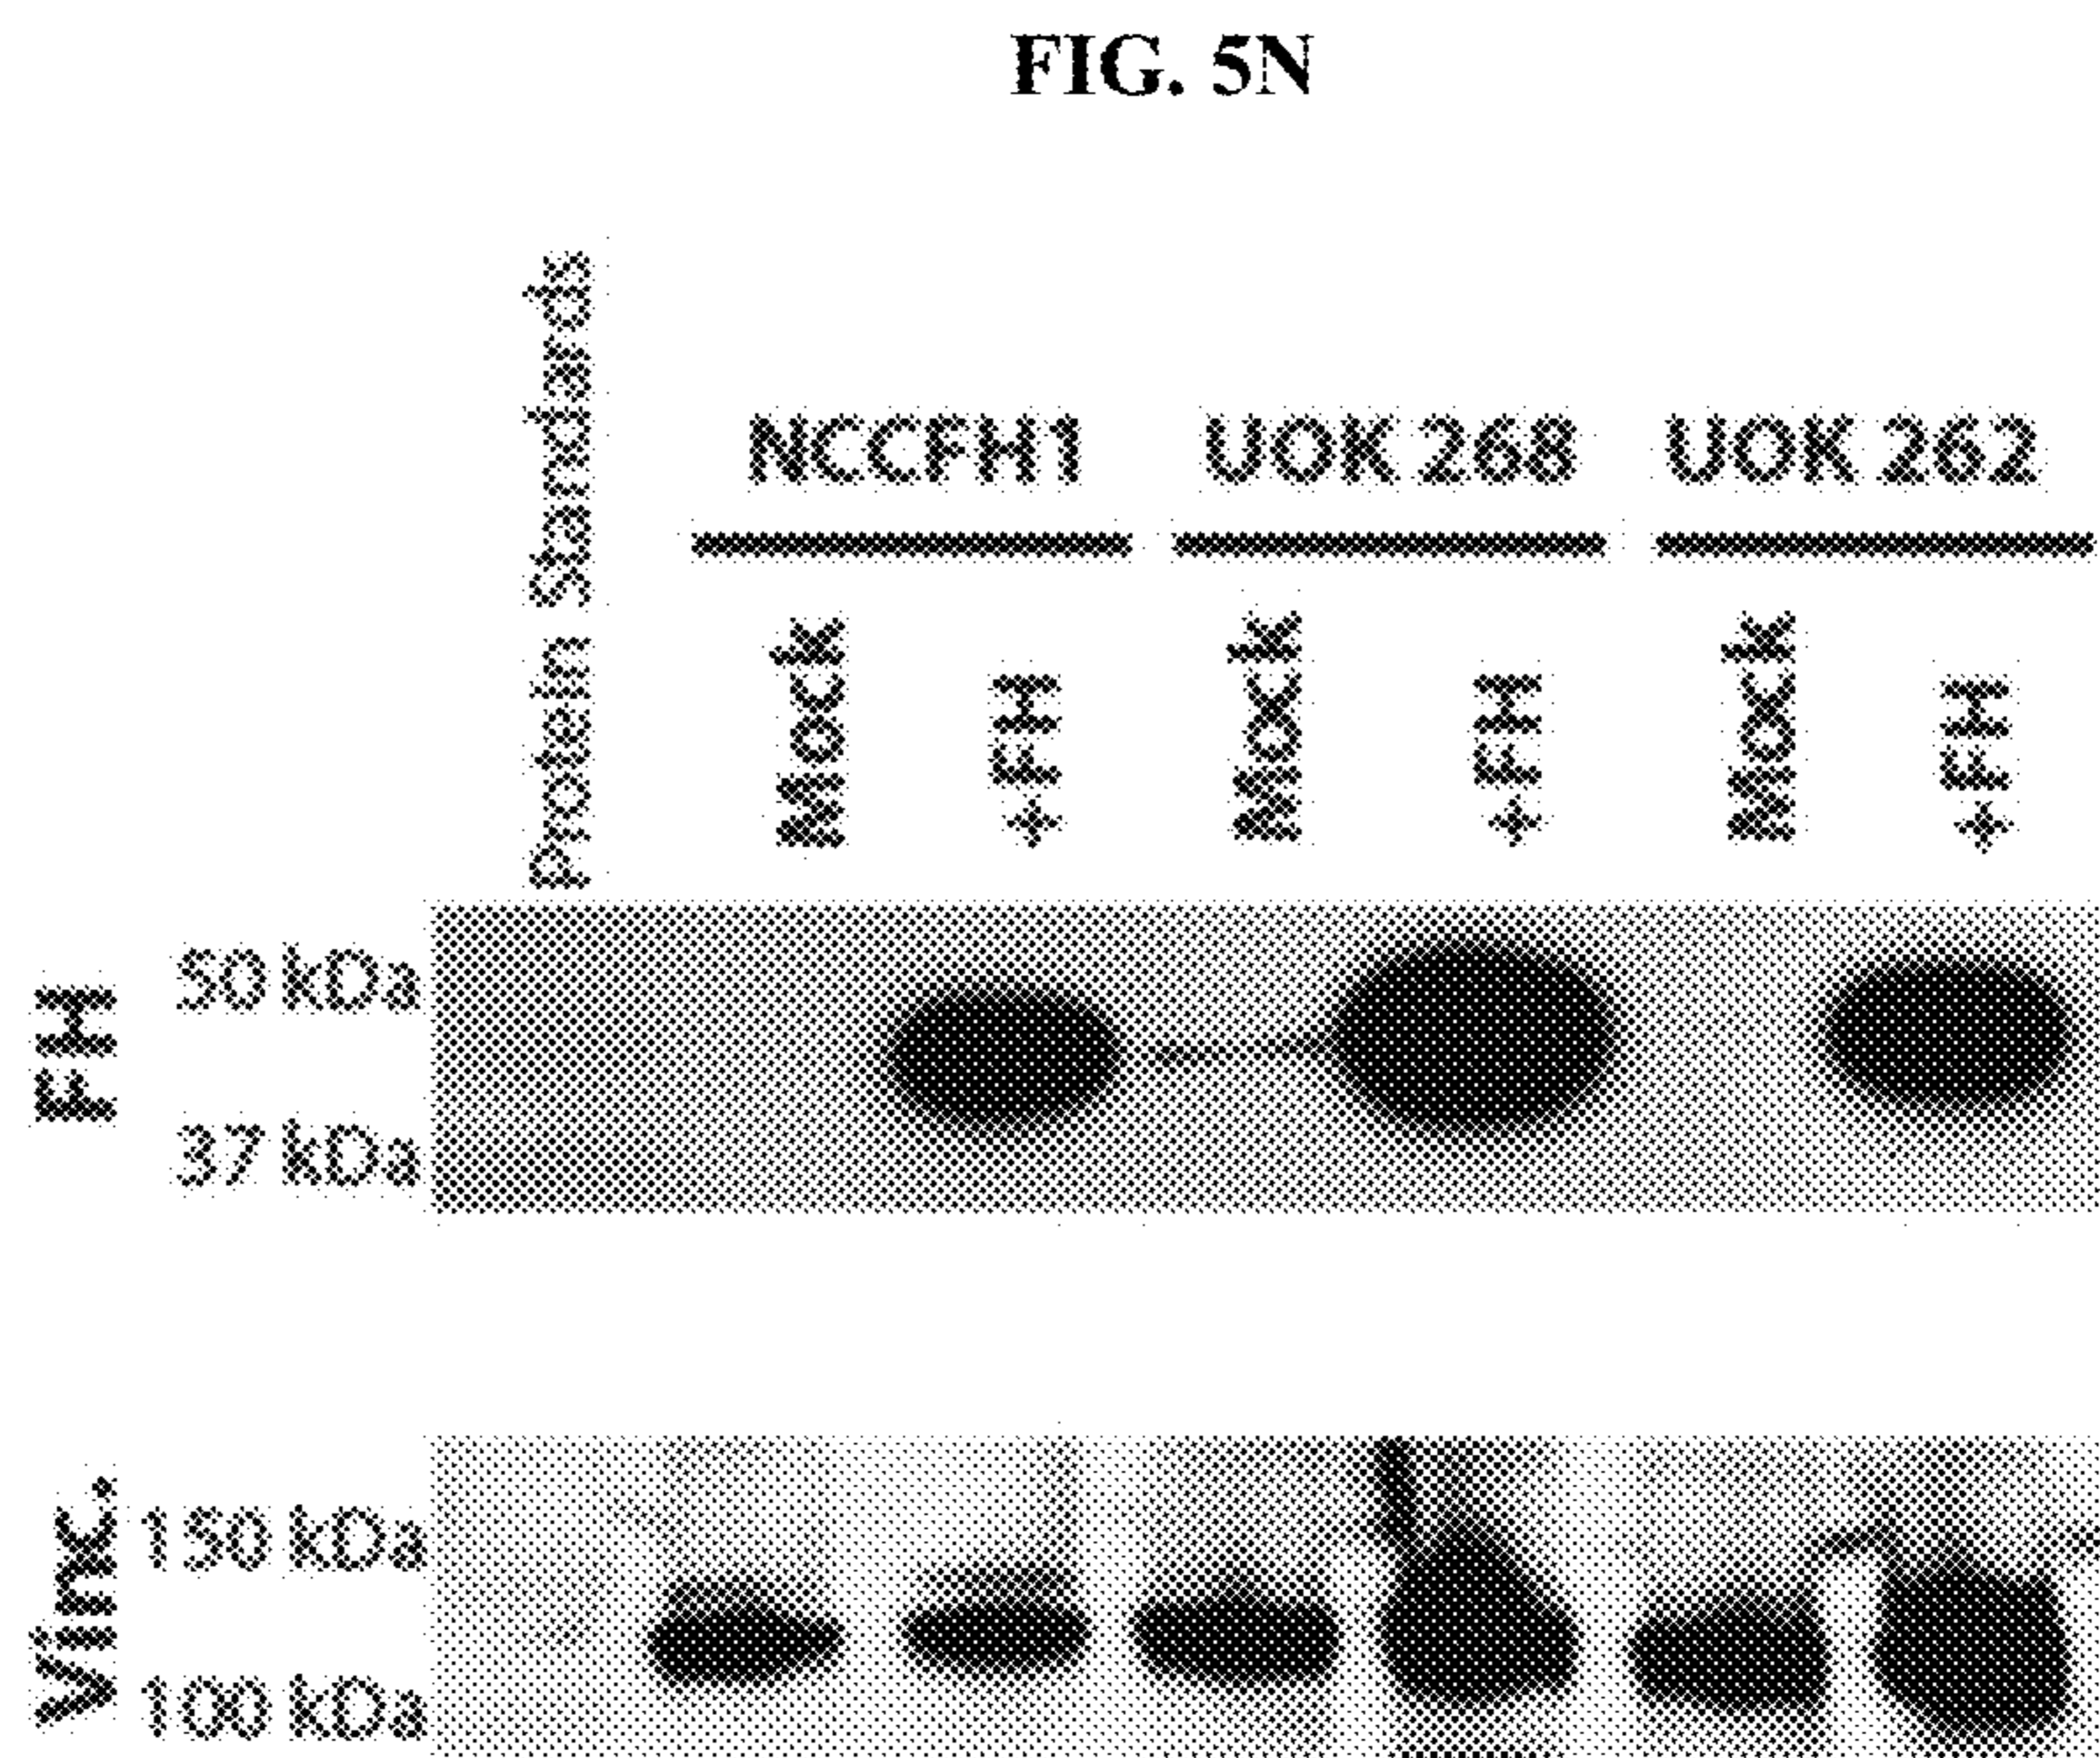 FIG. 5N
protein Standards
NCCFH1 UOK 268 UOK 262
Mock +FH Mock +FH Mock +FH
FH
50 kDa
37 kDa
Vinc.
150 kDa
100 kDa